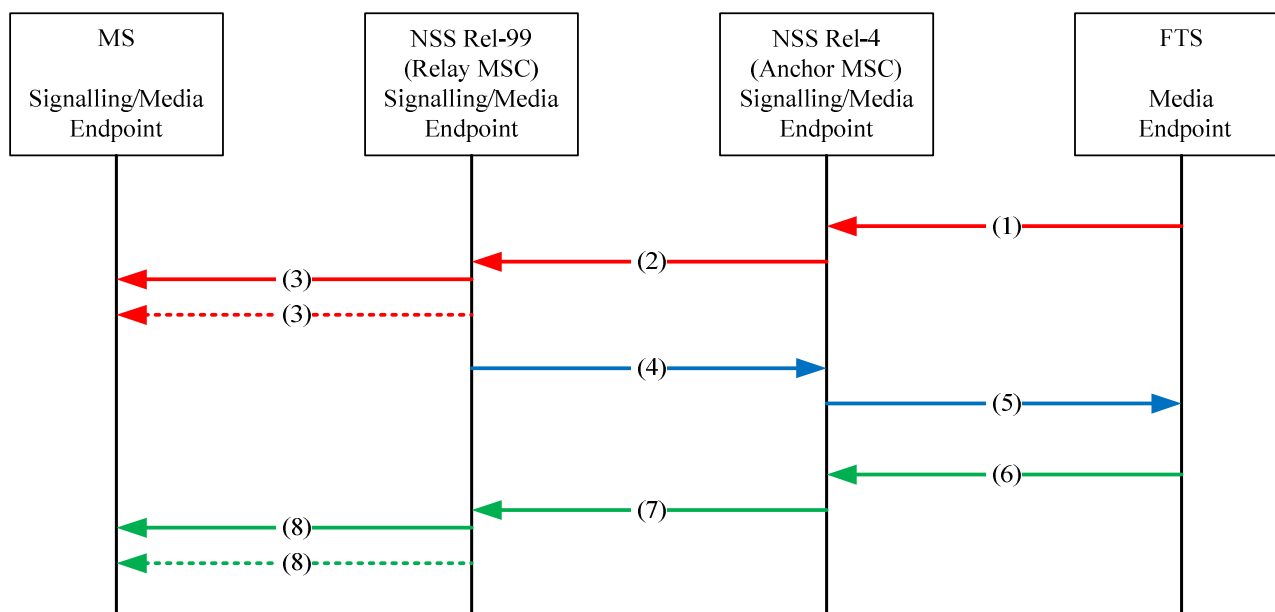 MS
Signalling/Media
Endpoint
NSS Rel-99
(Relay MSC)
Signalling/Media
Endpoint
NSS Rel-4
(Anchor MSC)
Signalling/Media
Endpoint
FTS
Media
Endpoint
(1)
(2)
(3)
(3)
(4)
(5)
(6)
(7)
(8)
(8)